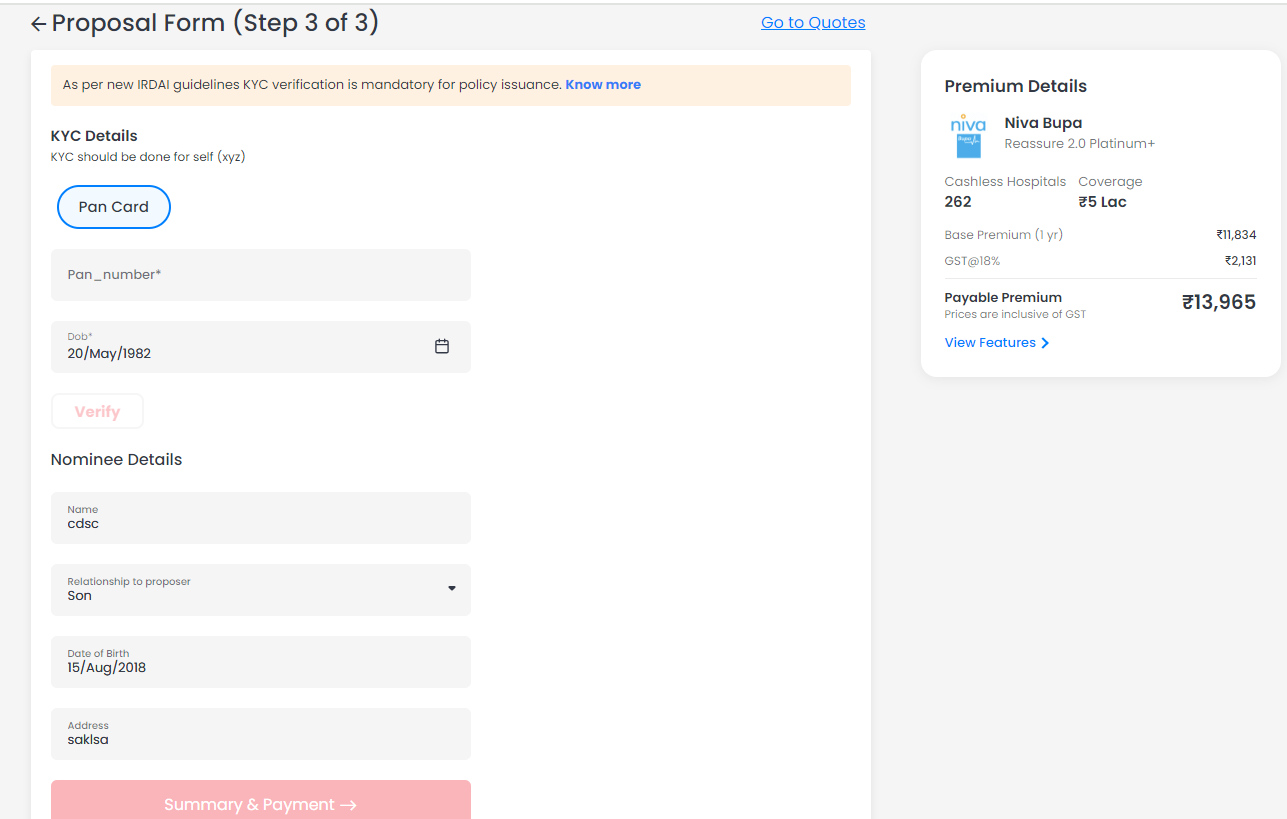 Proposal Form (Step 3 of 3)
Go to Quotes
As per new IRDAI guidelines KYC verification is mandatory for policy issuance. Know more
KYC Details
KYC should be done for self (xyz)
Pan Card
Pan_number*
Dob*
20/May/1982
Verify
Nominee Details
Name
cdsc
Relationship to proposer
Son
Date of Birth
15/Aug/2018
Address
saklsa
Summary & Payment →
Premium Details
niva
Bupa
Niva Bupa
Reassure 2.0 Platinum+
Cashless Hospitals Coverage
262 ₹5 Lac
Base Premium (1 yr) ₹11,834
GST@18% ₹2,131
Payable Premium ₹13,965
Prices are inclusive of GST
View Features